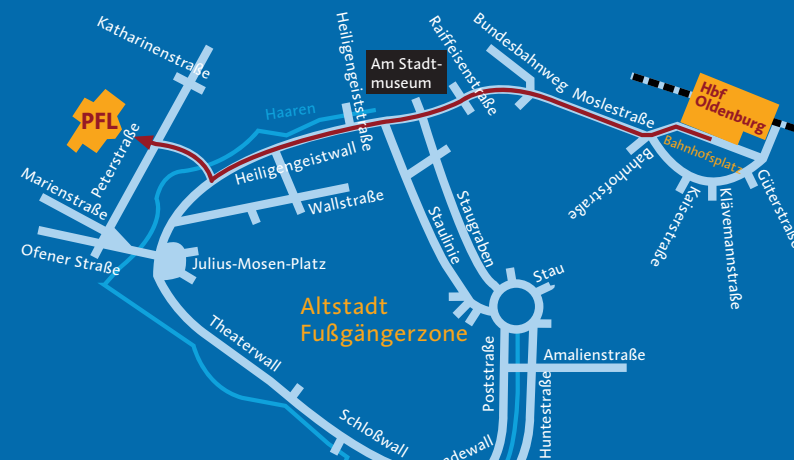 Katharinenstraße
Heiligengeiststraße
Am Stadt-
museum
Raiffeisenstraße
Bundesbahnweg
Moslestraße
Hbf
Oldenburg
Bahnhofsplatz
Haaren
PFL
Peterstraße
Heiligengeistwall
Bahnhofstraße
Kaiserstraße
Klävemannstraße
Güterstraße
Marienstraße
Wallstraße
Staulinie
Staugraben
Ofener Straße
Julius-Mosen-Platz
Stau
Altstadt
Fußgängerzone
Theaterwall
Poststraße
Amalienstraße
Huntestraße
Schloßwall
edewall